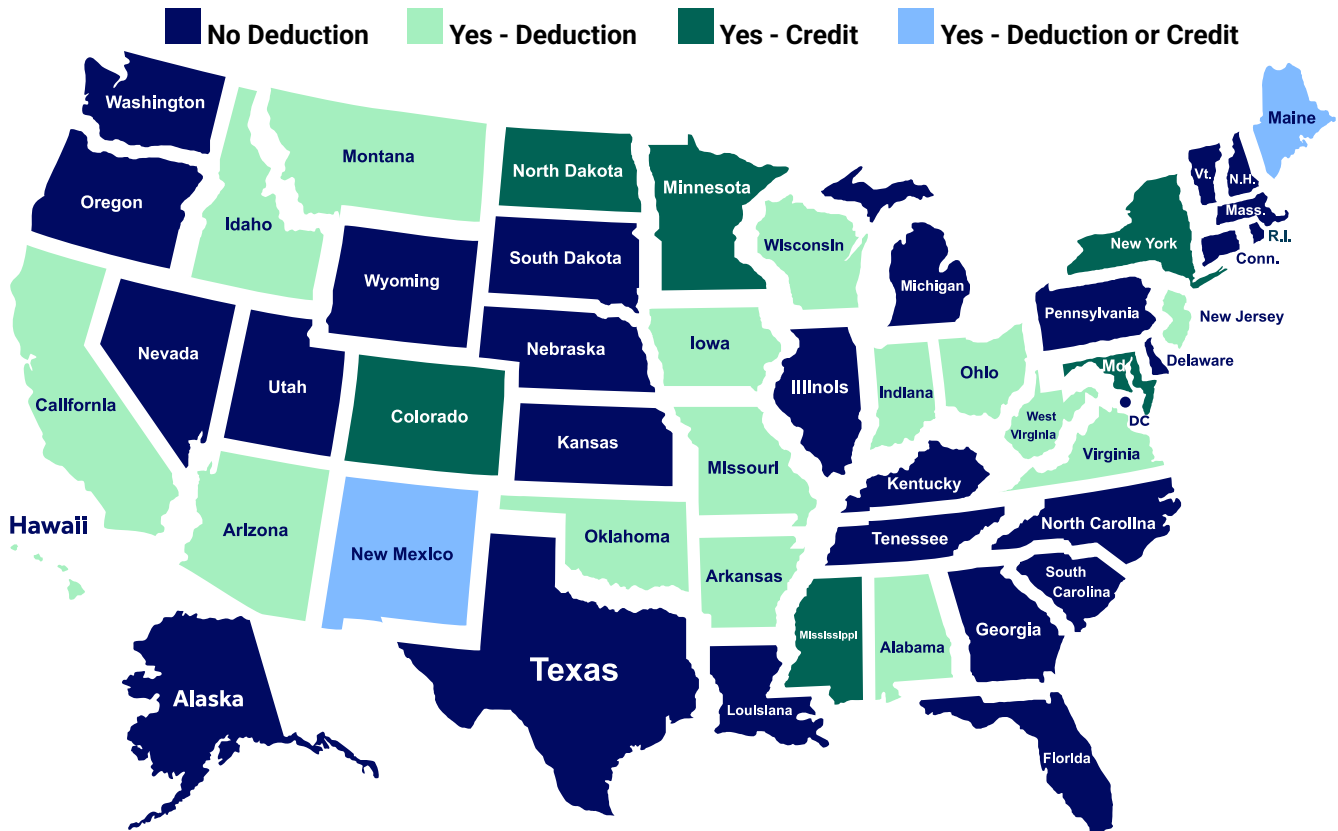 No Deduction Yes - Deduction Yes - Credit Yes - Deduction or Credit
Washington
Oregon
Idaho
Montana
North Dakota
Minnesota
Wisconsin
Michigan
Maine
Vt.
N.H.
Mass.
R.I.
Conn.
New York
Wyoming
South Dakota
Nebraska
Iowa
Illinois
Indiana
Ohio
Pennsylvania
New Jersey
Delaware
Md
DC
West
Virginia
Virginia
Nevada
Utah
Colorado
Kansas
Missouri
Kentucky
California
Arizona
New Mexico
Oklahoma
Arkansas
Tenessee
North Carolina
South
Carolina
Hawaii
Alaska
Texas
Louisiana
Mississippi
Alabama
Georgia
Florida